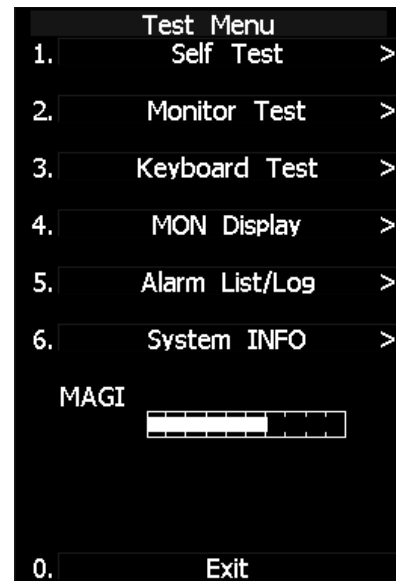 Test Menu
1. Self Test >
2. Monitor Test >
3. Keyboard Test >
4. MON Display >
5. Alarm List/Log >
6. System INFO >
MAGI
0. Exit